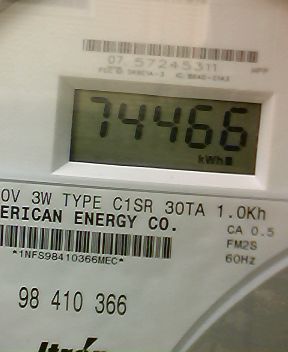 07 57245311
74466
kWh
0V 3W TYPE C1SR 30TA 1.0Kh
ERICAN ENERGY CO.
CA 0.5
FM2S
60Hz
*1NFS98410366MEC*
98 410 366
Itrón